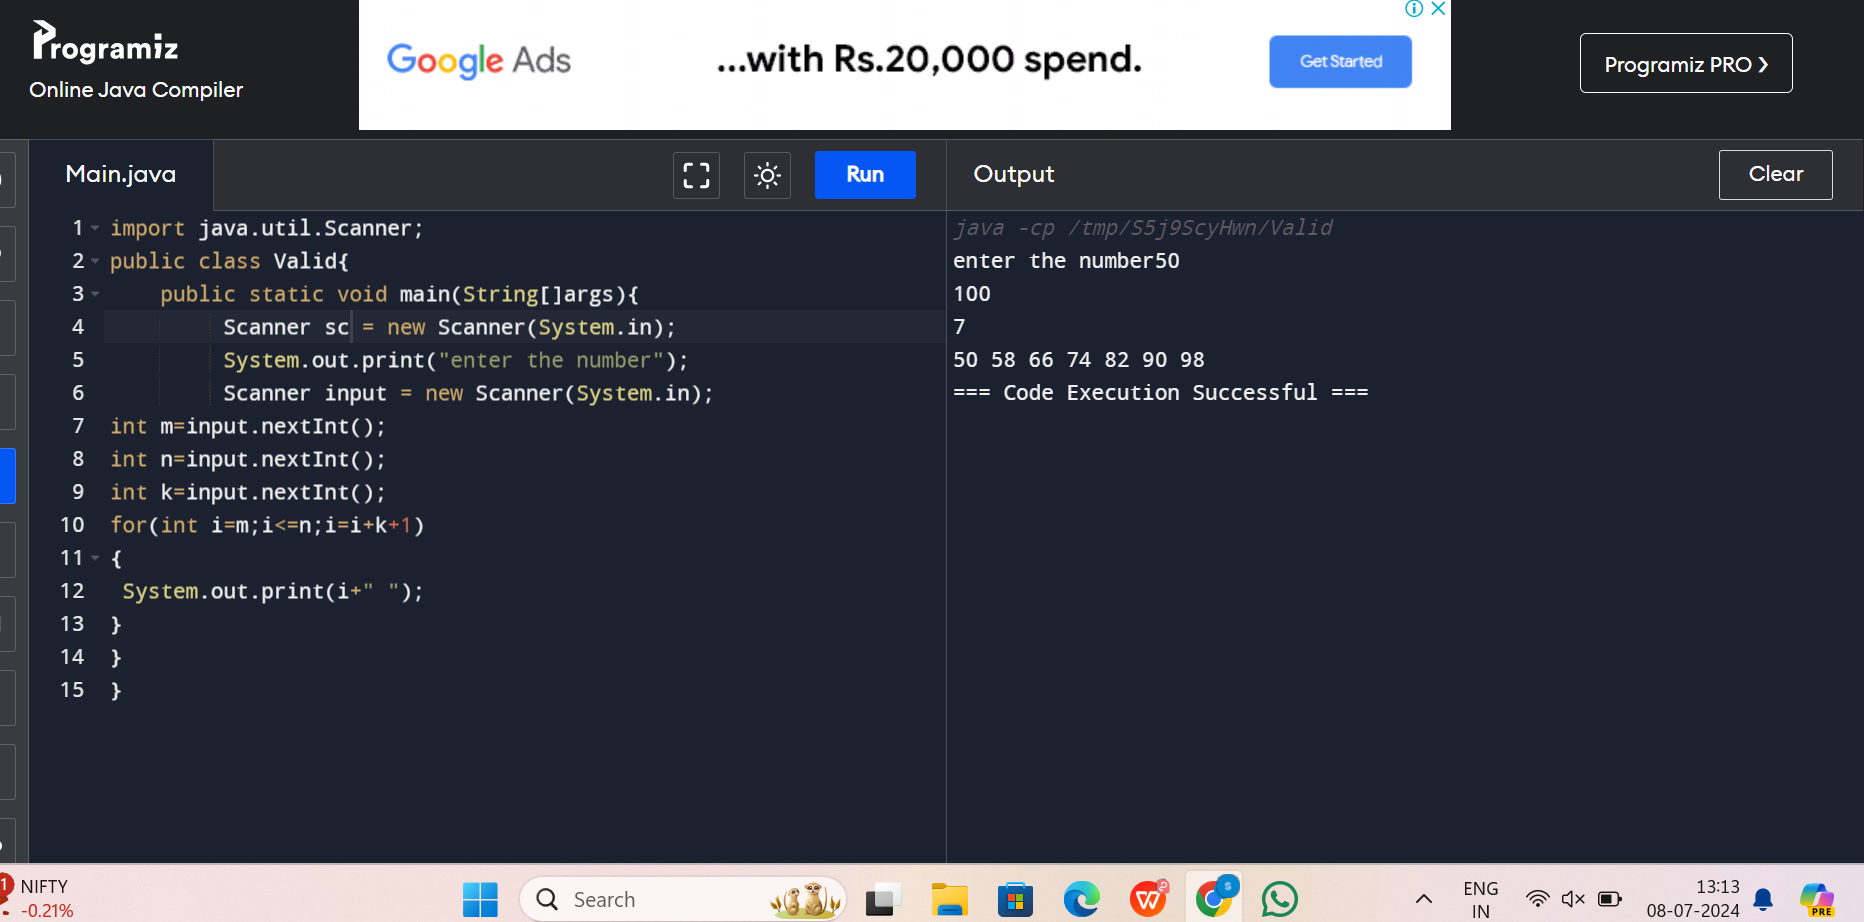 Programiz
Online Java Compiler
Google Ads
...with Rs.20,000 spend.
Get Started
Programiz PRO ❯
Main.java
Run
Output
Clear
1 import java.util.Scanner;
2 public class Valid{
3     public static void main(String[]args){
4          Scanner sc = new Scanner(System.in);
5          System.out.print("enter the number");
6          Scanner input = new Scanner(System.in);
7 int m=input.nextInt();
8 int n=input.nextInt();
9 int k=input.nextInt();
10 for(int i=m;i<=n;i=i+k+1)
11 {
12  System.out.print(i+" ");
13 }
14 }
15 }
java -cp /tmp/S5j9ScyHwn/Valid
enter the number50
100
7
50 58 66 74 82 90 98
=== Code Execution Successful ===
1
NIFTY
-0.21%
Search
ENG
IN
13:13
08-07-2024
PRE